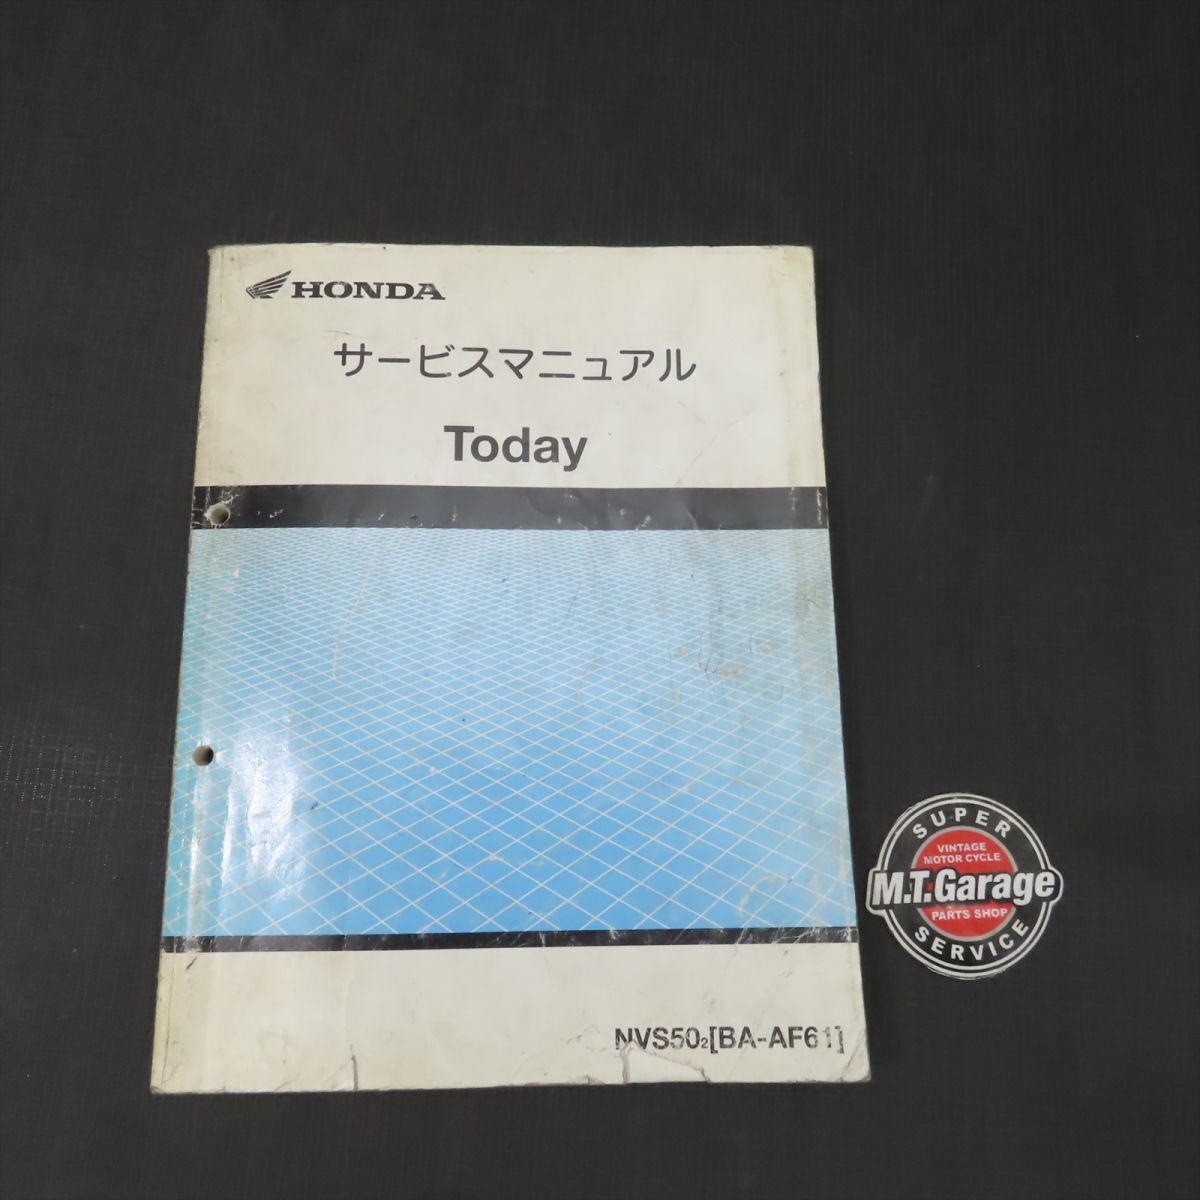 HONDA
サービスマニュアル
Today
NVS502[BA-AF61]
SUPER
VINTAGE
MOTOR CYCLE
M.T.Garage
PARTS SHOP
SERVICE